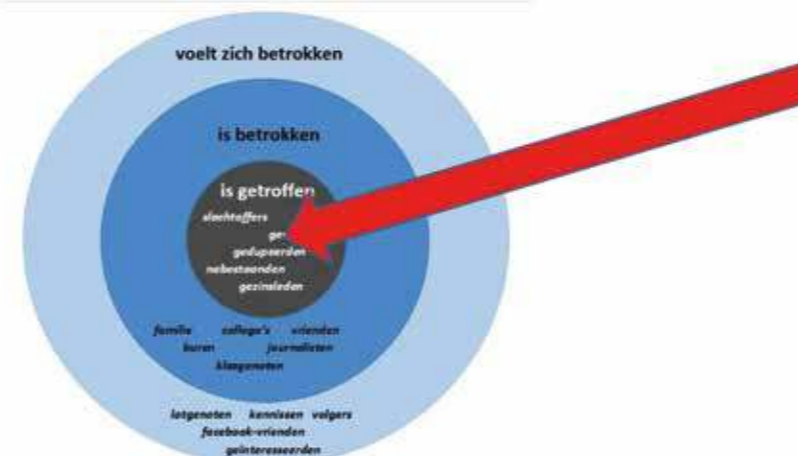 voelt zich betrokken
is betrokken
is getroffen
slachtoffers
ge
gedupeerden
nabestaanden
gezinsleden
familie collega's vrienden
buren journalisten
klasgenoten
lotgenoten kennissen volgers
facebook-vrienden
geïnteresseerden